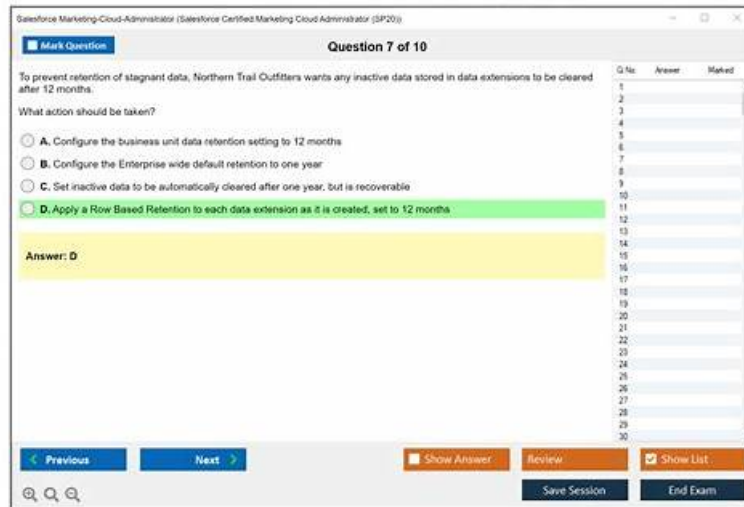 Salesforce Marketing-Cloud-Administrator (Salesforce Certified Marketing Cloud Administrator (SP20))
Mark Question
Question 7 of 10
To prevent retention of stagnant data, Northern Trail Outfitters wants any inactive data stored in data extensions to be cleared
after 12 months.
What action should be taken?
A. Configure the business unit data retention setting to 12 months
B. Configure the Enterprise wide default retention to one year
C. Set inactive data to be automatically cleared after one year, but is recoverable
D. Apply a Row Based Retention to each data extension as it is created, set to 12 months
Answer: D
Q No. Answer Marked
1
2
3
4
5
6
7
8
9
10
11
12
13
14
15
16
17
18
19
20
21
22
23
24
25
26
27
28
29
30
Previous
Next
Show Answer
Review
Show List
Save Session
End Exam